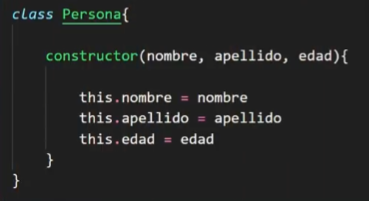 class Persona{
constructor(nombre, apellido, edad){
this.nombre = nombre
this.apellido = apellido
this.edad = edad
}
}